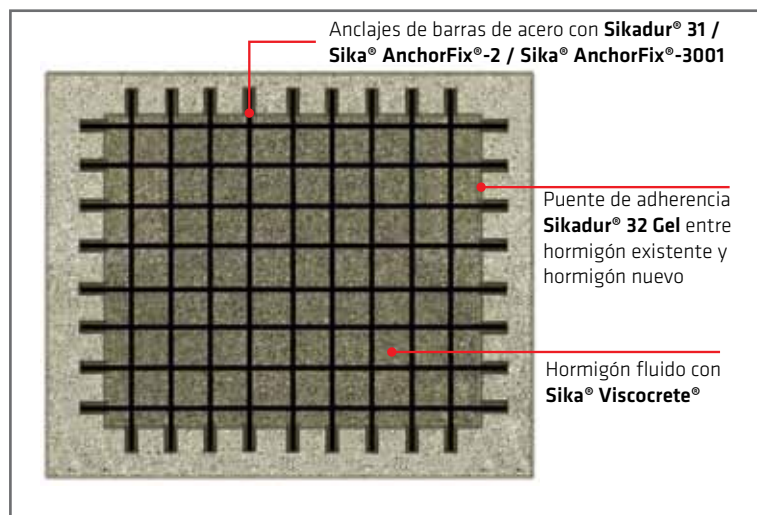 Anclajes de barras de acero con Sikadur® 31 /
Sika® AnchorFix®-2 / Sika® AnchorFix®-3001
Puente de adherencia
Sikadur® 32 Gel entre
hormigón existente y
hormigón nuevo
Hormigón fluido con
Sika® Viscocrete®